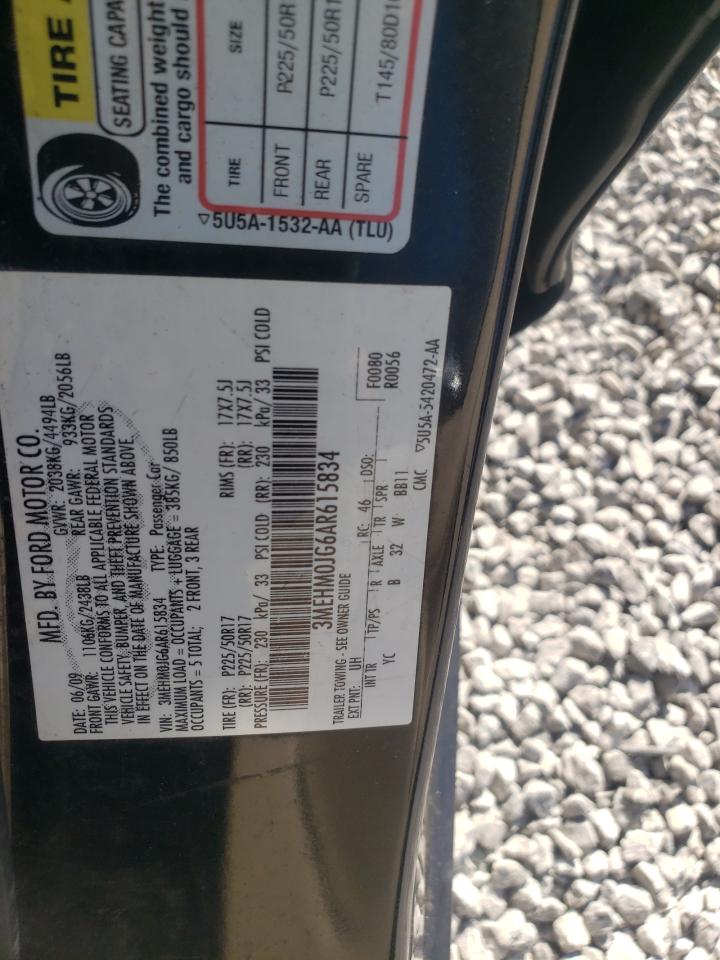 TIRE
SEATING CAPA
The combined weight
and cargo should
TIRE SIZE
FRONT P225/50R1
REAR P225/50R1
SPARE T145/80D16
▽5U5A-1532-AA (TLU)
MFD. BY FORD MOTOR CO.
DATE: 06/09 GVWR: 2038KG/4494LB
FRONT GAWR: 1106KG/2438LB REAR GAWR: 933KG/2056LB
THIS VEHICLE CONFORMS TO ALL APPLICABLE FEDERAL MOTOR
VEHICLE SAFETY, BUMPER, AND THEFT PREVENTION STANDARDS
IN EFFECT ON THE DATE OF MANUFACTURE SHOWN ABOVE.
VIN: 3MEHM0JG6AR615834 TYPE: Passenger Car
MAXIMUM LOAD = OCCUPANTS + LUGGAGE = 385KG/ 850LB
OCCUPANTS = 5 TOTAL; 2 FRONT, 3 REAR
TIRE (FR): P225/50R17 RIMS (FR): 17X7.5J
(RR): P225/50R17 (RR): 17X7.5J
PRESSURE (FR): 230 kPa/ 33 PSI COLD (RR): 230 kPa/ 33 PSI COLD
3MEHM0JG6AR615834
TRAILER TOWING - SEE OWNER GUIDE
EXT PNT: UH RC: 46 DSO: F0080
INT TR TP/PS R AXLE TR SPR R0056
YC B 32 W BB11
CMC ▽5U5A-5420472-AA